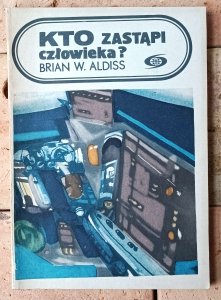 KTO ZASTĄPI
człowieka?
BRIAN W. ALDISS